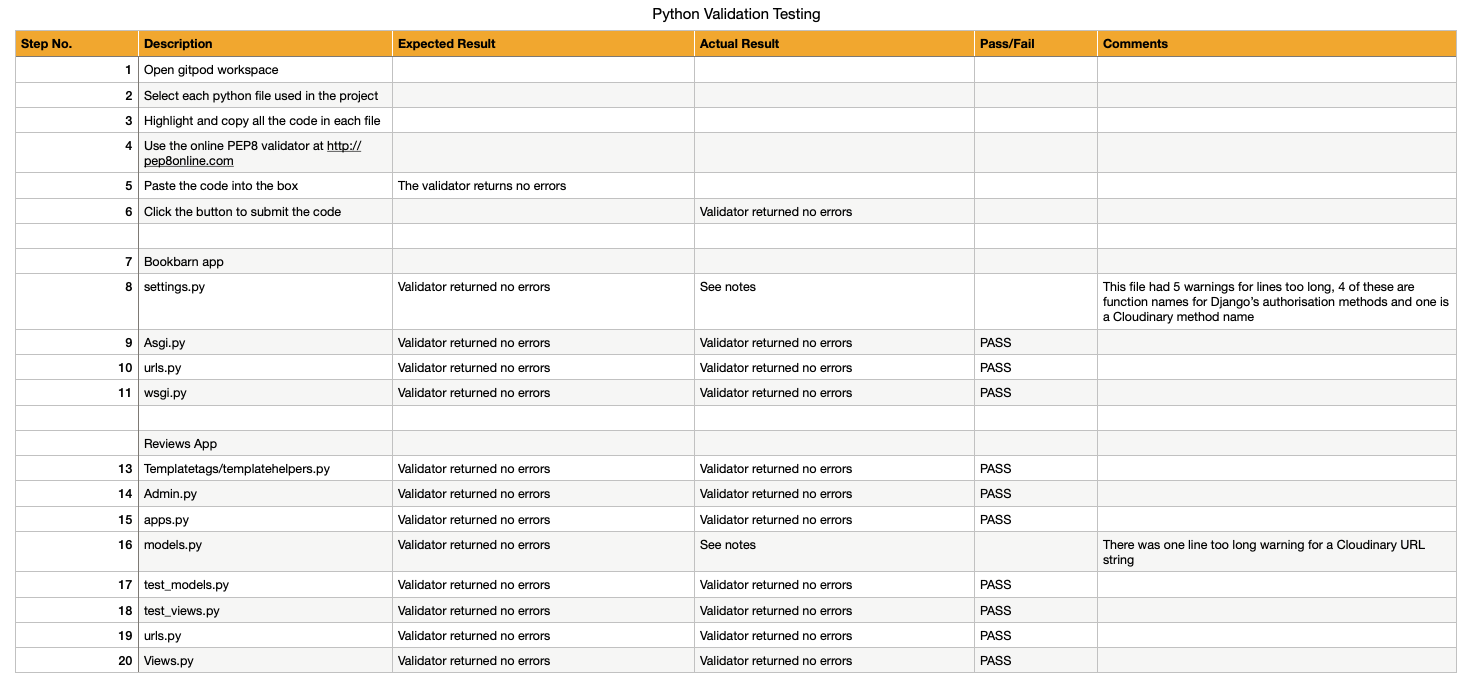 Python Validation Testing
Step No. Description Expected Result Actual Result Pass/Fail Comments
1 Open gitpod workspace
2 Select each python file used in the project
3 Highlight and copy all the code in each file
4 Use the online PEP8 validator at http://
pep8online.com
5 Paste the code into the box The validator returns no errors
6 Click the button to submit the code Validator returned no errors
7 Bookbarn app
8 settings.py Validator returned no errors See notes This file had 5 warnings for lines too long, 4 of these are
function names for Django’s authorisation methods and one is
a Cloudinary method name
9 Asgi.py Validator returned no errors Validator returned no errors PASS
10 urls.py Validator returned no errors Validator returned no errors PASS
11 wsgi.py Validator returned no errors Validator returned no errors PASS
Reviews App
13 Templatetags/templatehelpers.py Validator returned no errors Validator returned no errors PASS
14 Admin.py Validator returned no errors Validator returned no errors PASS
15 apps.py Validator returned no errors Validator returned no errors PASS
16 models.py Validator returned no errors See notes There was one line too long warning for a Cloudinary URL
string
17 test_models.py Validator returned no errors Validator returned no errors PASS
18 test_views.py Validator returned no errors Validator returned no errors PASS
19 urls.py Validator returned no errors Validator returned no errors PASS
20 Views.py Validator returned no errors Validator returned no errors PASS